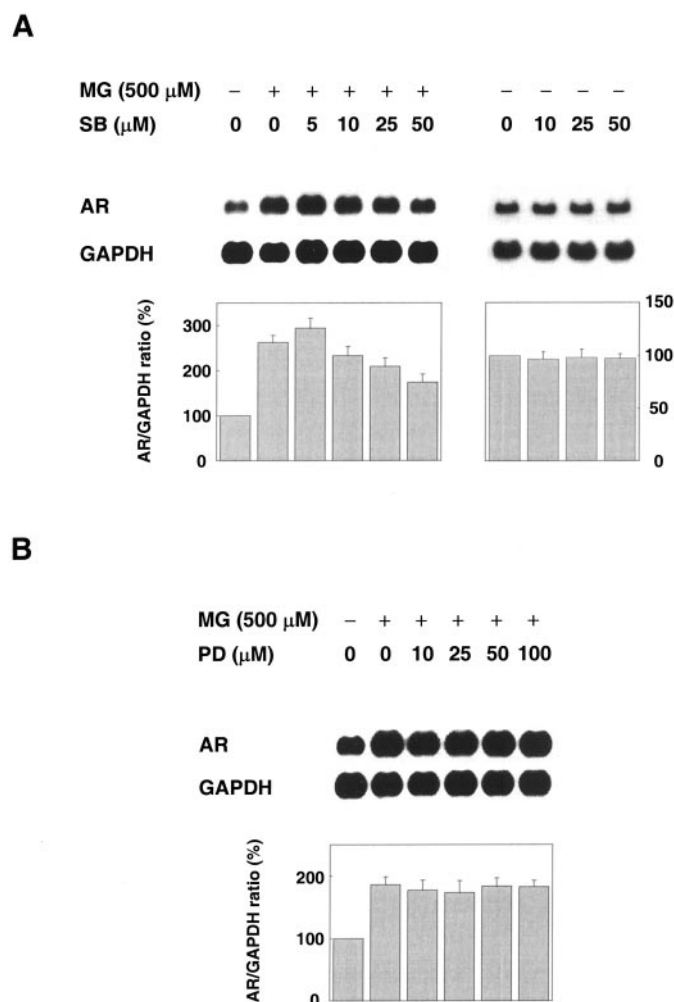 A
MG (500 μM) – + + + + + – – – –
SB (μM) 0 0 5 10 25 50 0 10 25 50
AR
GAPDH
AR/GAPDH ratio (%)
300
200
100
0
150
100
50
0
B
MG (500 μM) – + + + + +
PD (μM) 0 0 10 25 50 100
AR
GAPDH
AR/GAPDH ratio (%)
200
100
0